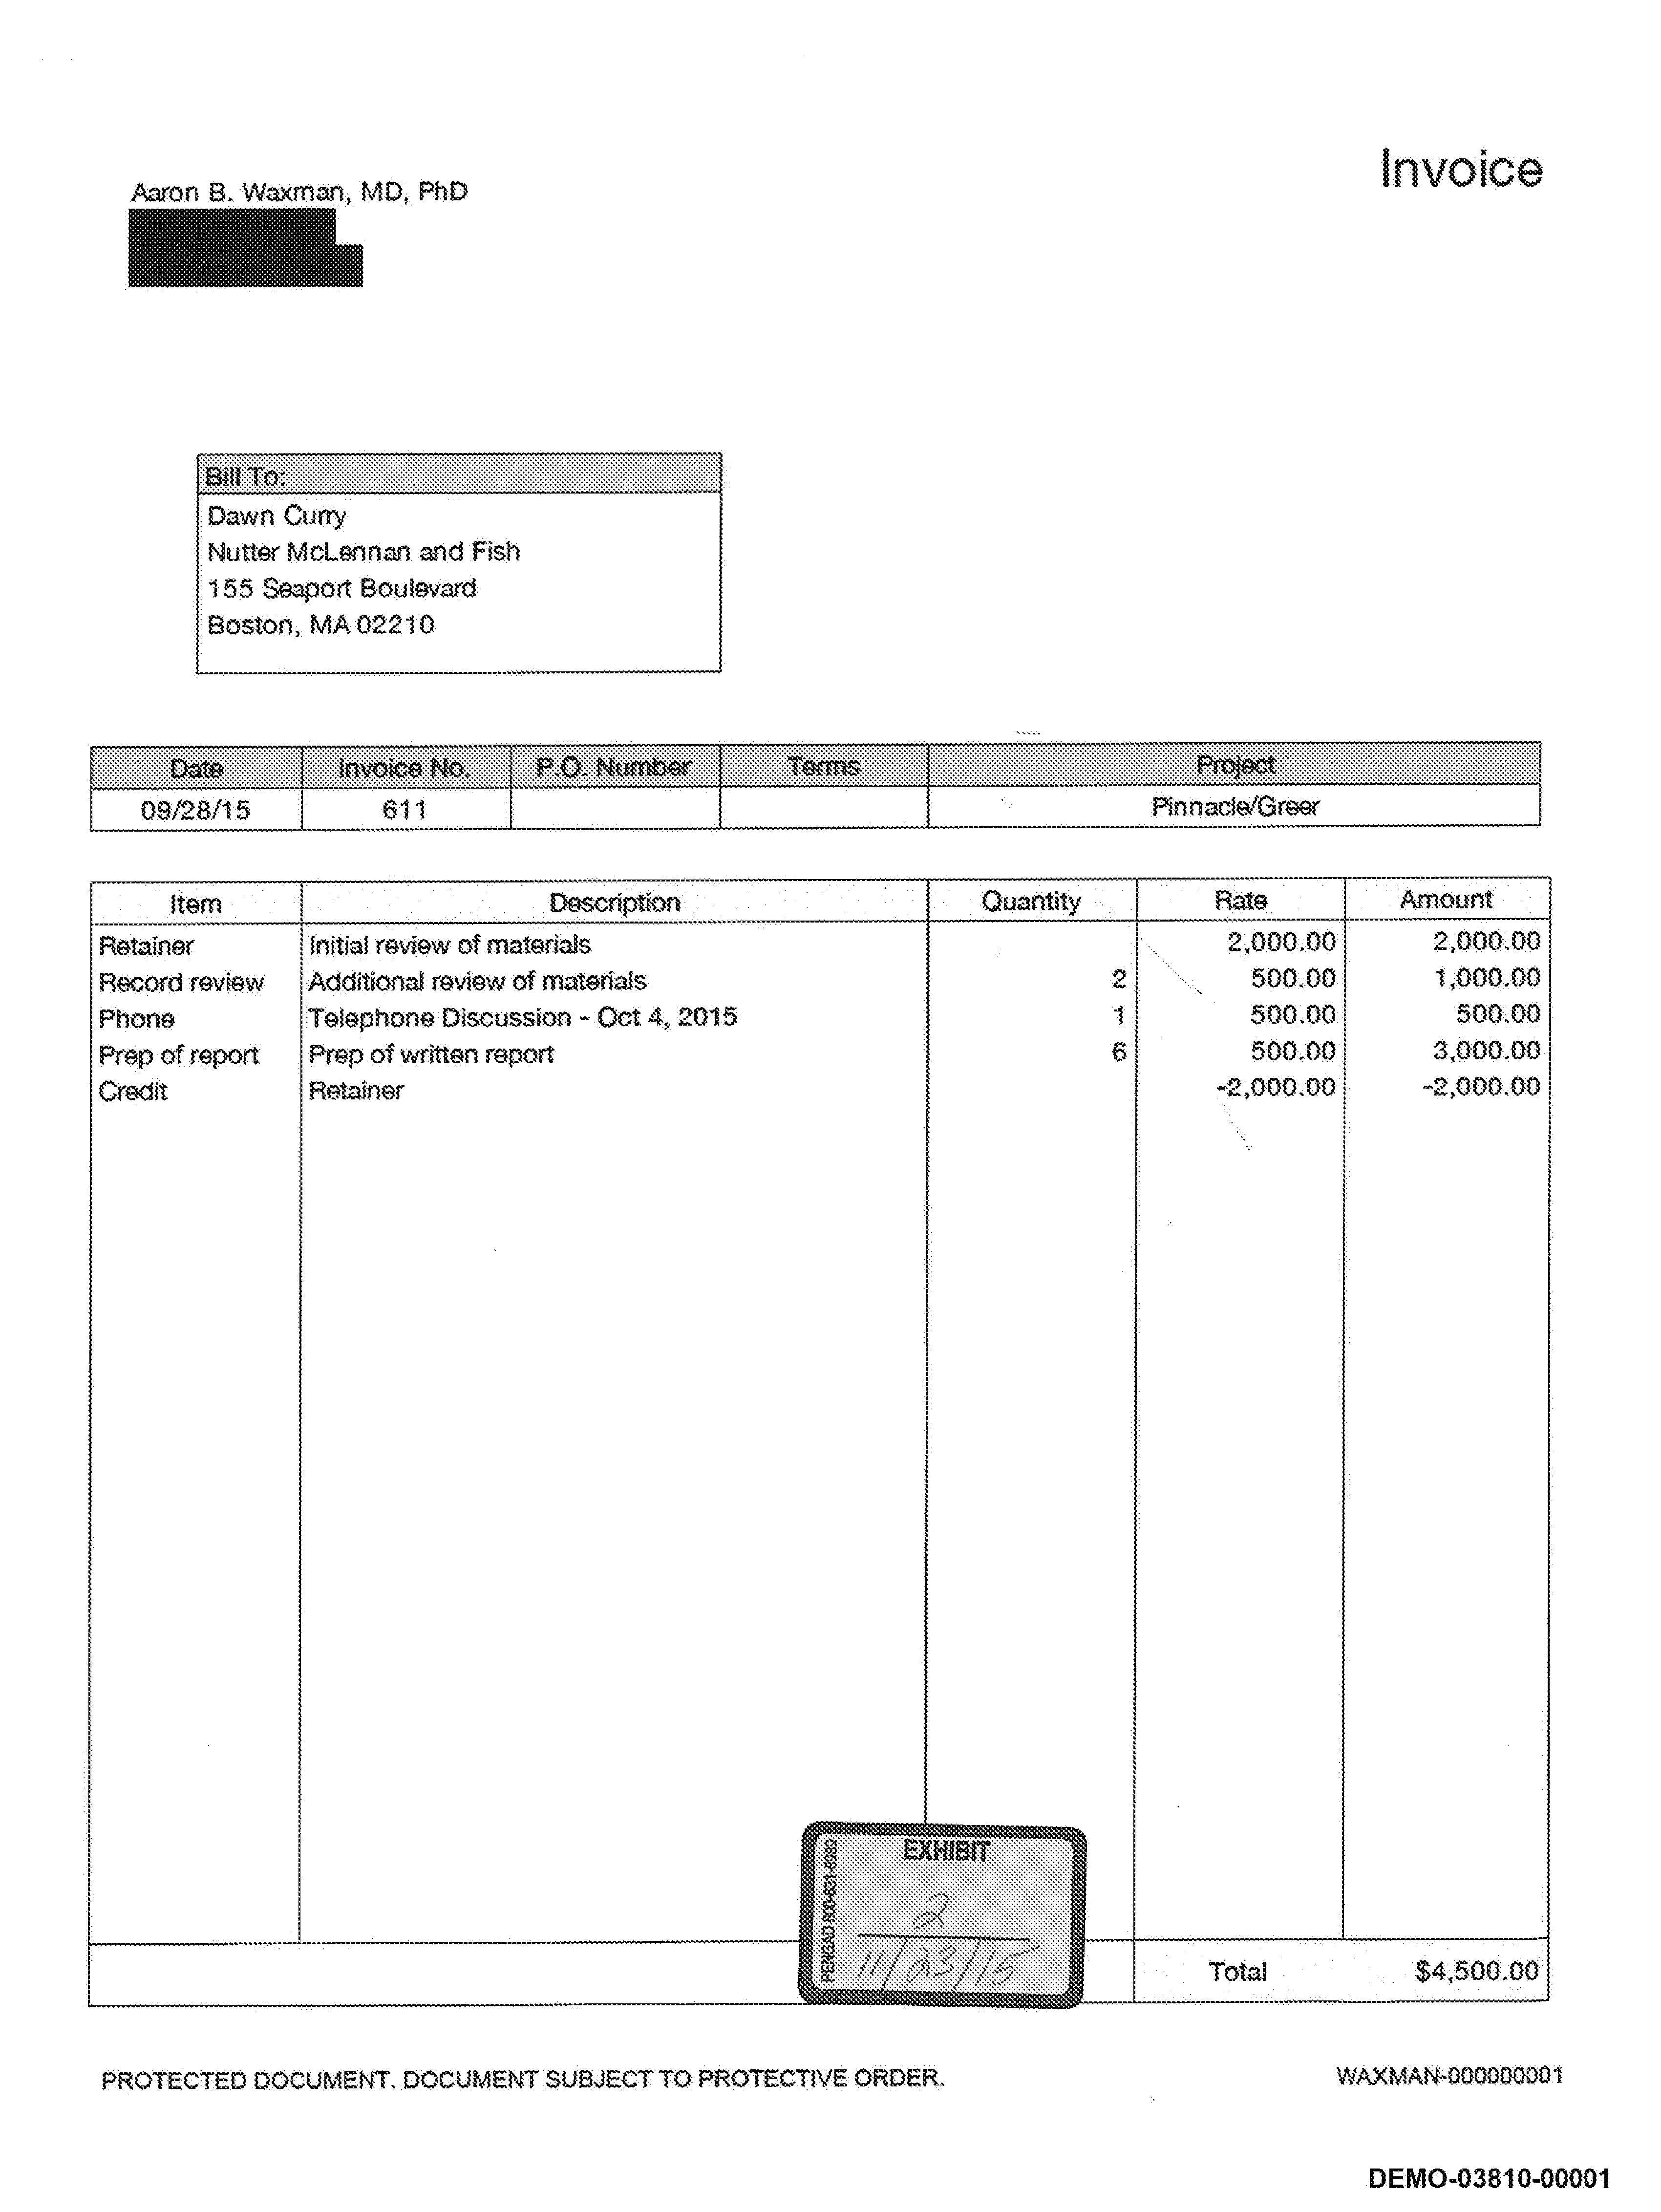 Invoice
Aaron B. Waxman, MD, PhD
Bill To:
Dawn Curry
Nutter McLennan and Fish
155 Seaport Boulevard
Boston, MA 02210
Date Invoice No. P.O. Number Terms Project
09/28/15 611 Pinnacle/Greer
Item Description Quantity Rate Amount
Retainer Initial review of materials 2,000.00 2,000.00
Record review Additional review of materials 2 500.00 1,000.00
Phone Telephone Discussion - Oct 4, 2015 1 500.00 500.00
Prep of report Prep of written report 6 500.00 3,000.00
Credit Retainer -2,000.00 -2,000.00
PENGAD 800-631-6989
EXHIBIT
2
11/23/15
Total $4,500.00
PROTECTED DOCUMENT. DOCUMENT SUBJECT TO PROTECTIVE ORDER.
WAXMAN-000000001
DEMO-03810-00001